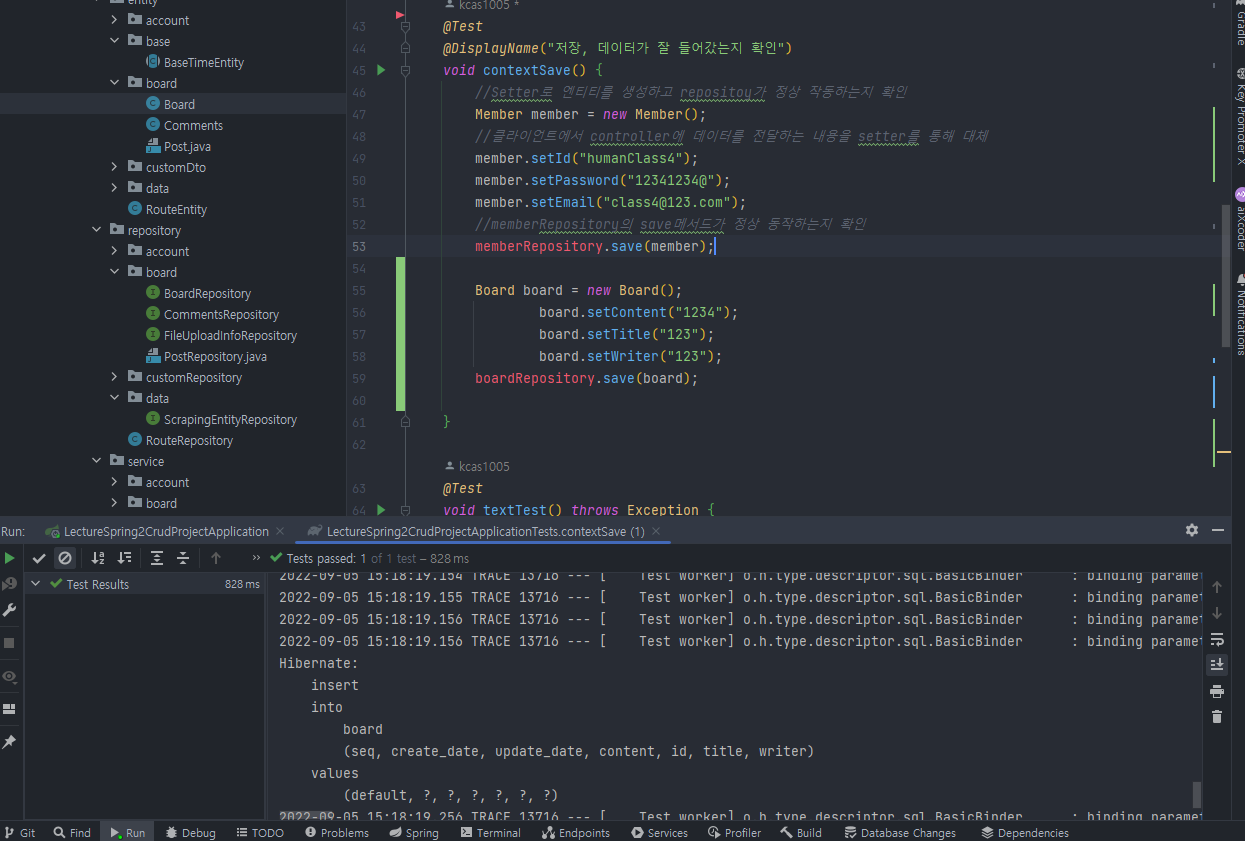 entity
account
base
BaseTimeEntity
board
Board
Comments
Post.java
customDto
data
RouteEntity
repository
account
board
BoardRepository
CommentsRepository
FileUploadInfoRepository
PostRepository.java
customRepository
data
ScrapingEntityRepository
RouteRepository
service
account
board
kcas1005 *
43 @Test
44 @DisplayName("저장, 데이터가 잘 들어갔는지 확인")
45 void contextSave() {
46 //Setter로 엔티티를 생성하고 repositoy가 정상 작동하는지 확인
47 Member member = new Member();
48 //클라이언트에서 controller에 데이터를 전달하는 내용을 setter를 통해 대체
49 member.setId("humanClass4");
50 member.setPassword("12341234@");
51 member.setEmail("class4@123.com");
52 //memberRepository의 save메서드가 정상 동작하는지 확인
53 memberRepository.save(member);
54
55 Board board = new Board();
56 board.setContent("1234");
57 board.setTitle("123");
58 board.setWriter("123");
59 boardRepository.save(board);
60
61 }
62
kcas1005
63 @Test
64 void textTest() throws Exception {
Gradle
Key Promoter X
aiXcoder
Notifications
Run: LectureSpring2CrudProjectApplication LectureSpring2CrudProjectApplicationTests.contextSave (1)
Tests passed: 1 of 1 test – 828 ms
Test Results 828 ms
2022-09-05 15:18:19.154 TRACE 13716 --- [ Test worker] o.h.type.descriptor.sql.BasicBinder : binding paramet
2022-09-05 15:18:19.155 TRACE 13716 --- [ Test worker] o.h.type.descriptor.sql.BasicBinder : binding paramet
2022-09-05 15:18:19.156 TRACE 13716 --- [ Test worker] o.h.type.descriptor.sql.BasicBinder : binding paramet
2022-09-05 15:18:19.156 TRACE 13716 --- [ Test worker] o.h.type.descriptor.sql.BasicBinder : binding paramet
Hibernate:
insert
into
board
(seq, create_date, update_date, content, id, title, writer)
values
(default, ?, ?, ?, ?, ?, ?)
2022-09-05 15:18:19.256 TRACE 13716 --- [ Test worker] o.h.type.descriptor.sql.BasicBinder : binding paramet
Git Find Run Debug TODO Problems Spring Terminal Endpoints Services Profiler Build Database Changes Dependencies